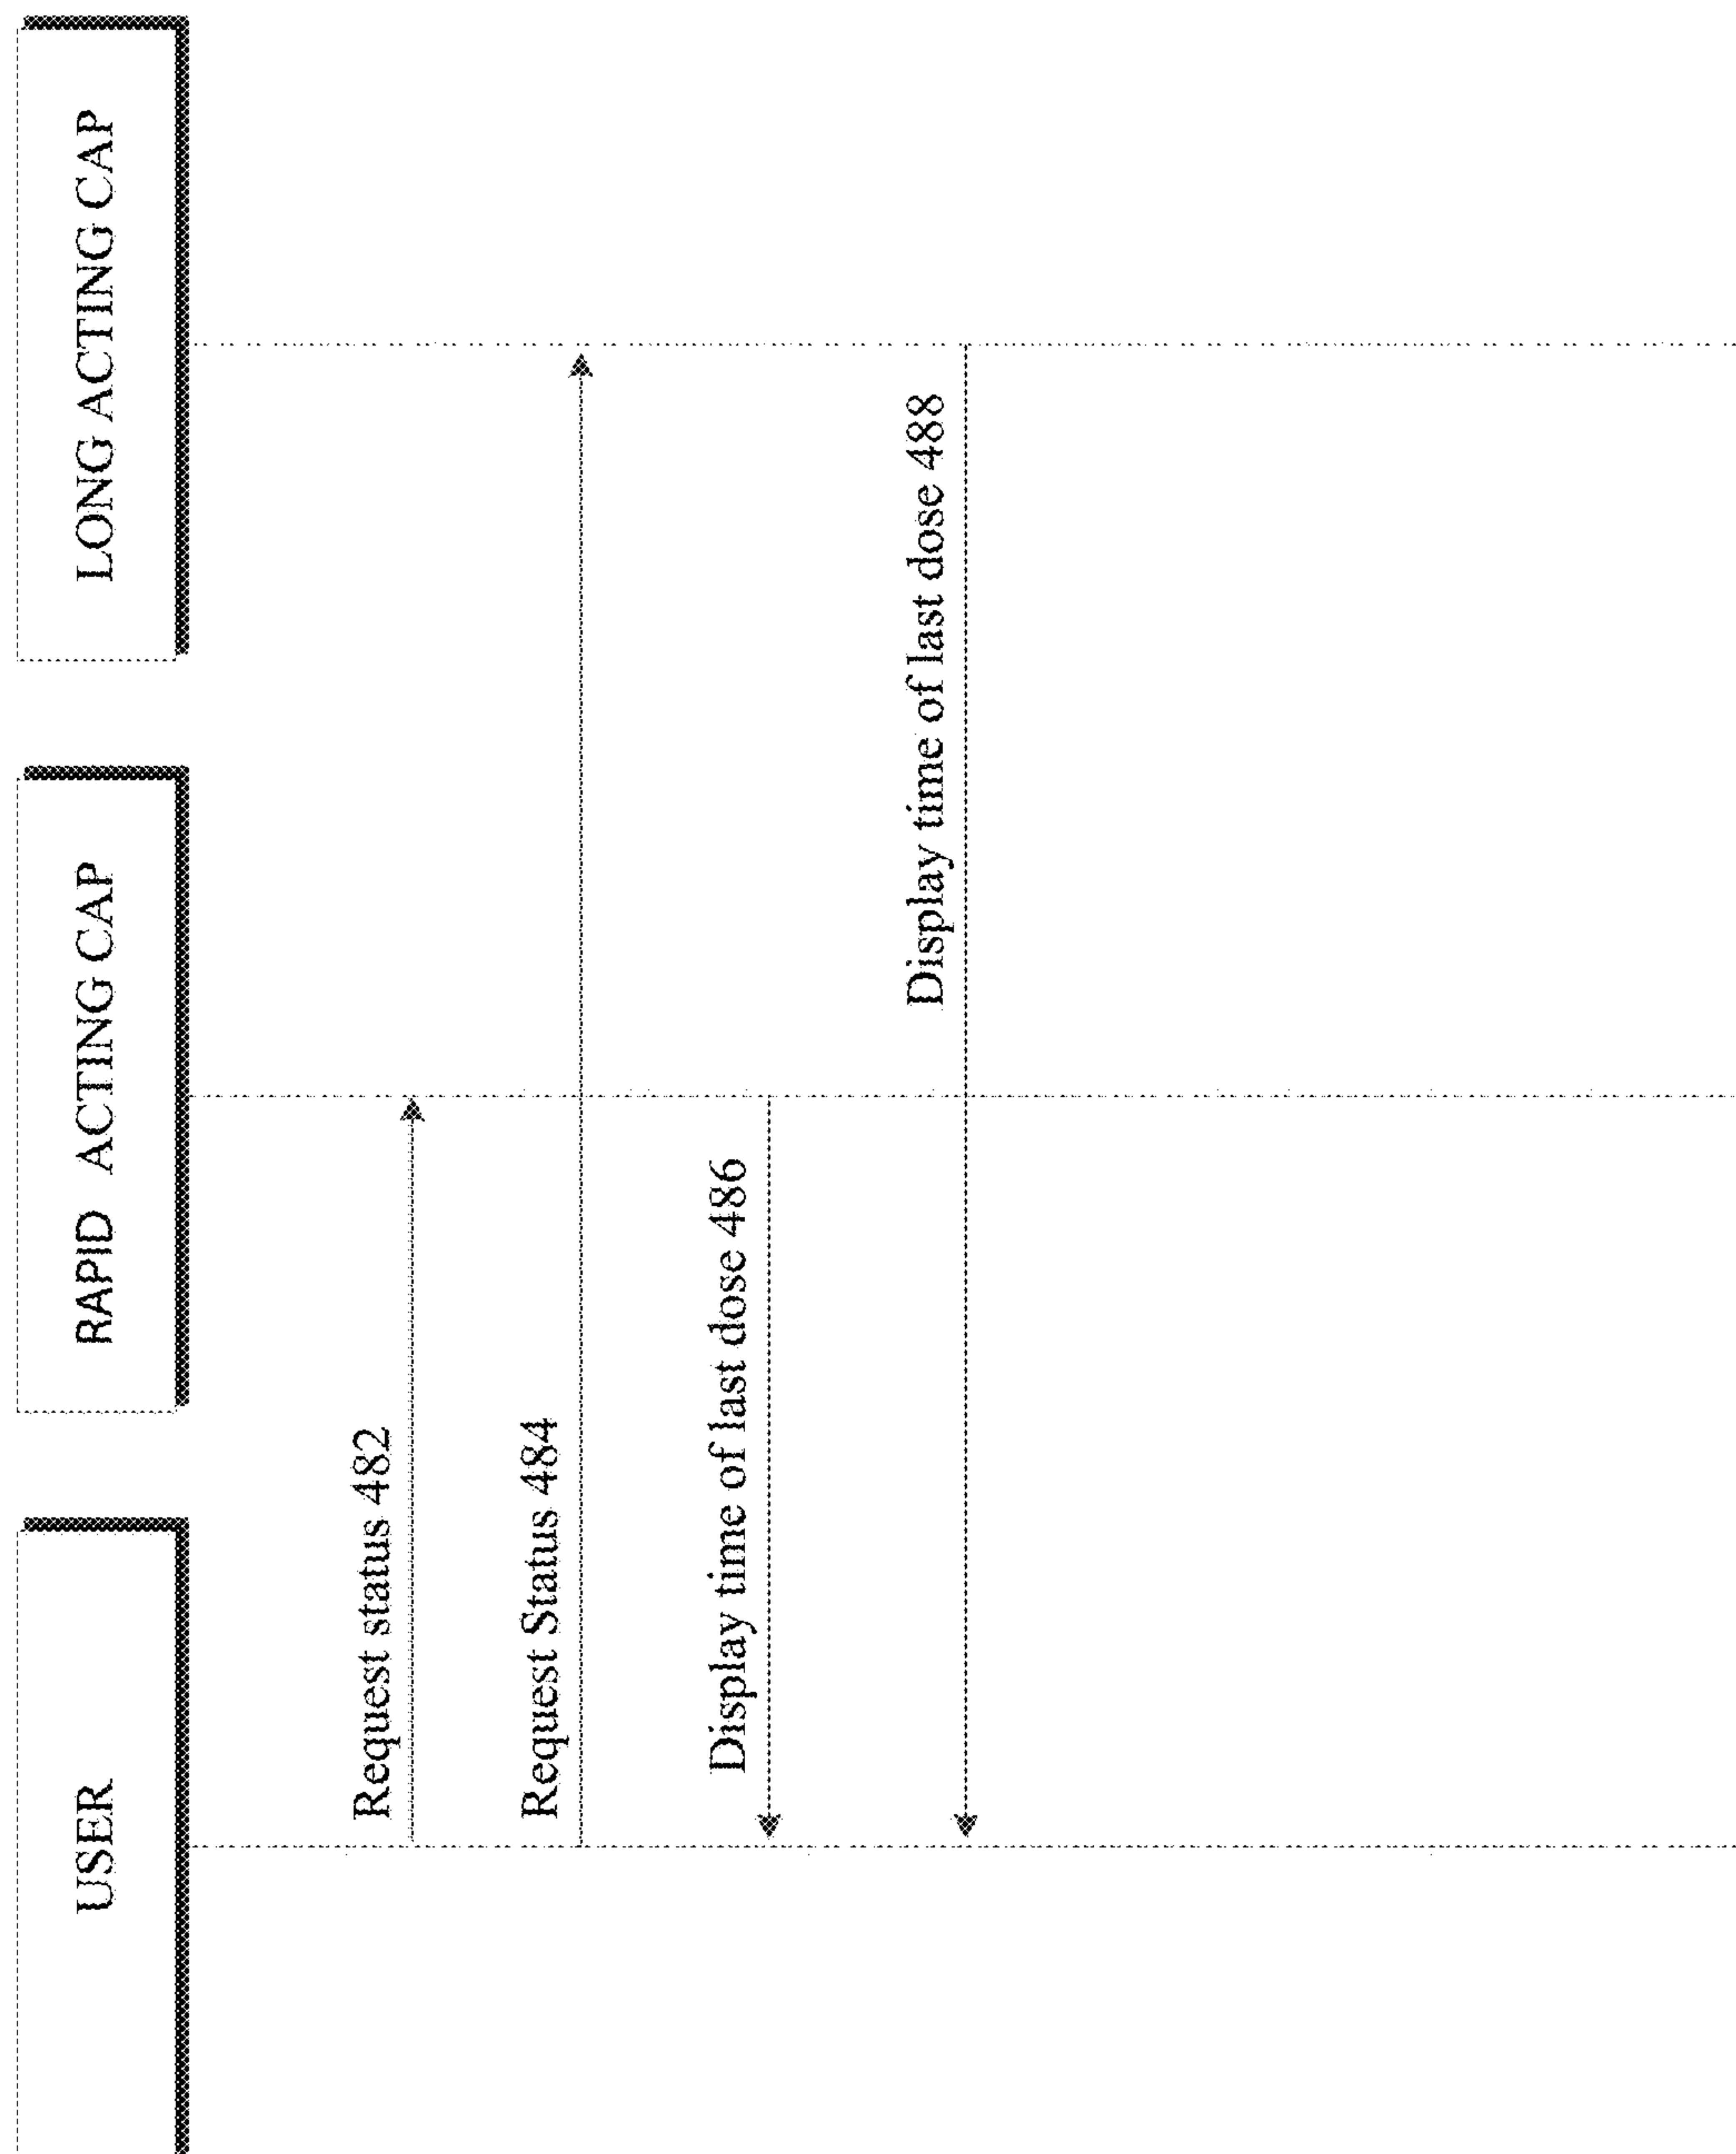 USER
RAPID ACTING CAP
LONG ACTING CAP
Request status 482
Request Status 484
Display time of last dose 486
Display time of last dose 488